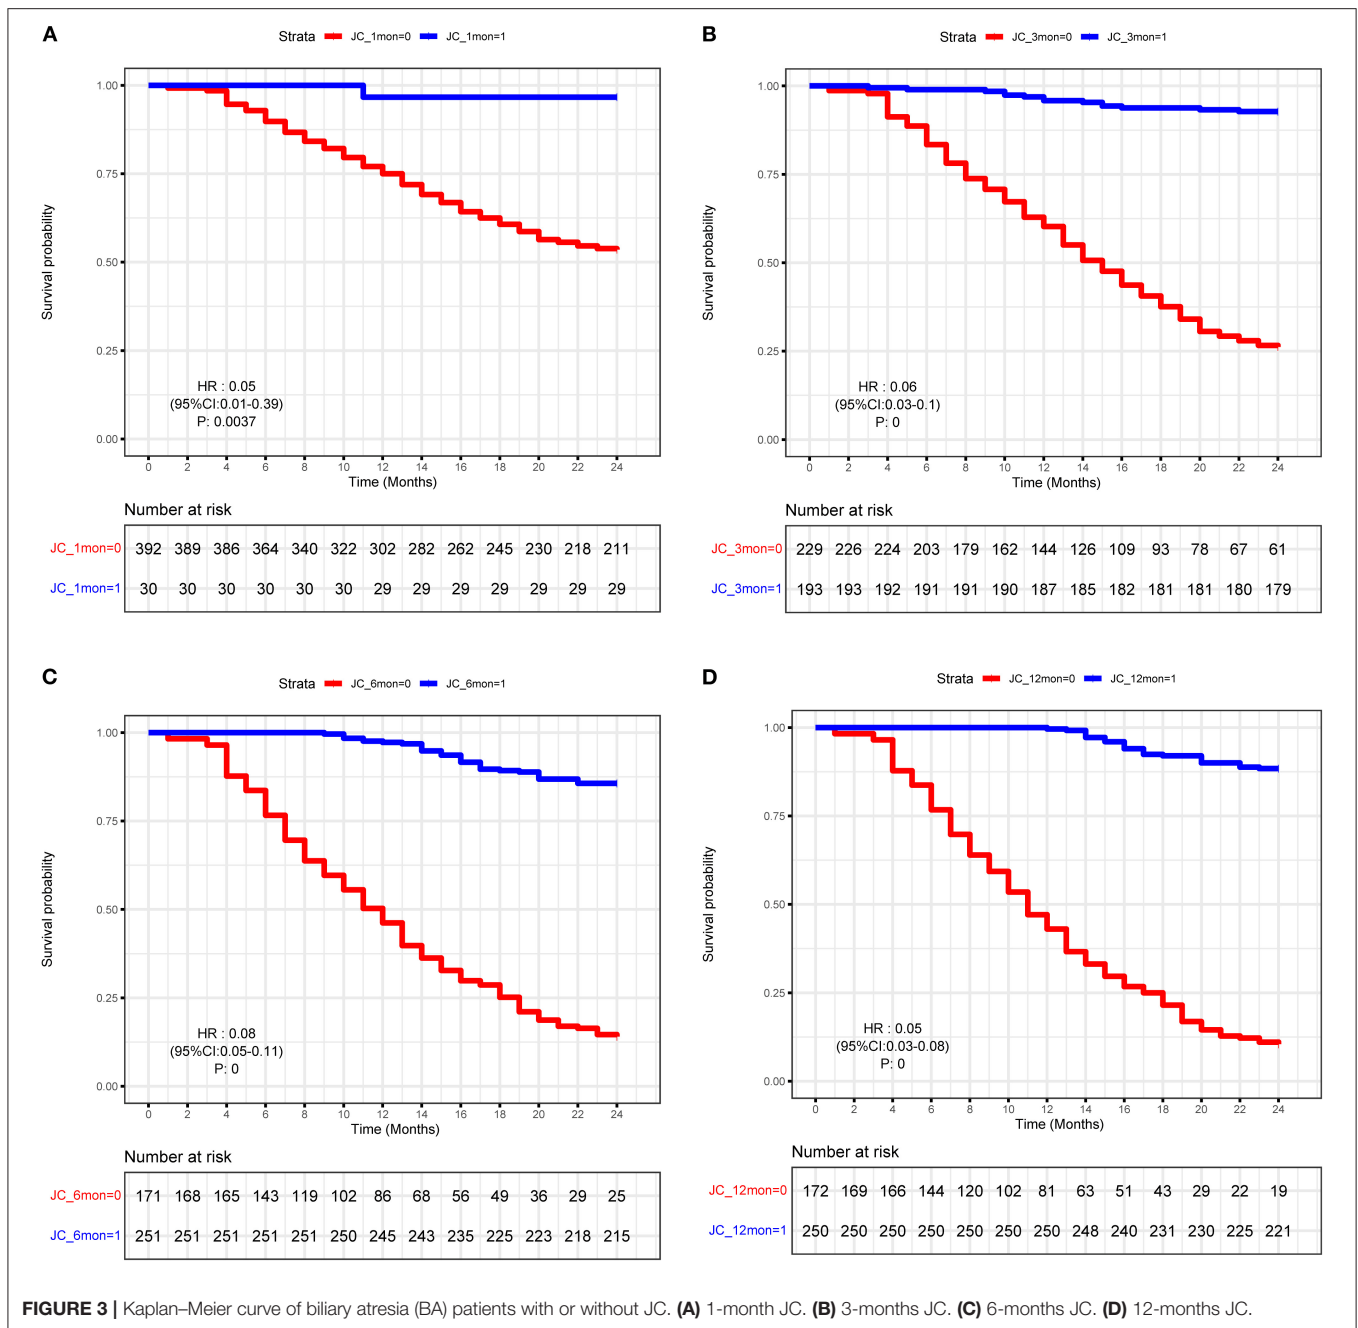 A
Strata JC_1mon=0 JC_1mon=1
1.00
0.75
0.50
0.25
0.00
Survival probability
HR : 0.05
(95%CI:0.01-0.39)
P: 0.0037
0 2 4 6 8 10 12 14 16 18 20 22 24
Time (Months)
Number at risk
JC_1mon=0 392 389 386 364 340 322 302 282 262 245 230 218 211
JC_1mon=1 30 30 30 30 30 30 29 29 29 29 29 29 29
B
Strata JC_3mon=0 JC_3mon=1
1.00
0.75
0.50
0.25
0.00
Survival probability
HR : 0.06
(95%CI:0.03-0.1)
P: 0
0 2 4 6 8 10 12 14 16 18 20 22 24
Time (Months)
Number at risk
JC_3mon=0 229 226 224 203 179 162 144 126 109 93 78 67 61
JC_3mon=1 193 193 192 191 191 190 187 185 182 181 181 180 179
C
Strata JC_6mon=0 JC_6mon=1
1.00
0.75
0.50
0.25
0.00
Survival probability
HR : 0.08
(95%CI:0.05-0.11)
P: 0
0 2 4 6 8 10 12 14 16 18 20 22 24
Time (Months)
Number at risk
JC_6mon=0 171 168 165 143 119 102 86 68 56 49 36 29 25
JC_6mon=1 251 251 251 251 251 250 245 243 235 225 223 218 215
D
Strata JC_12mon=0 JC_12mon=1
1.00
0.75
0.50
0.25
0.00
Survival probability
HR : 0.05
(95%CI:0.03-0.08)
P: 0
0 2 4 6 8 10 12 14 16 18 20 22 24
Time (Months)
Number at risk
JC_12mon=0 172 169 166 144 120 102 81 63 51 43 29 22 19
JC_12mon=1 250 250 250 250 250 250 250 248 240 231 230 225 221
FIGURE 3 | Kaplan–Meier curve of biliary atresia (BA) patients with or without JC. (A) 1-month JC. (B) 3-months JC. (C) 6-months JC. (D) 12-months JC.